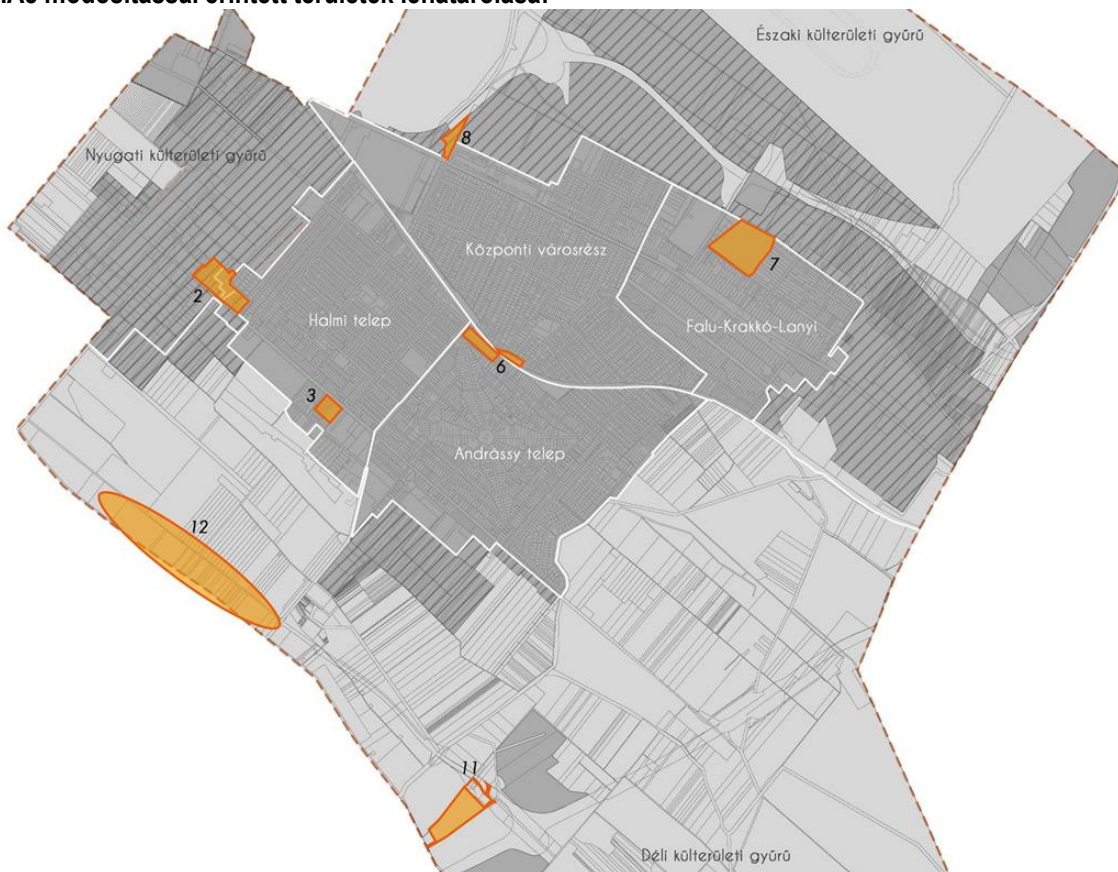 módosítással érintett területek
Északi külterületi gyűrű
8
Nyugati külterületi gyűrű
Központi városrész
7
2
Halmi telep
Falu-Krakkó-Lanyi
6
3
Andrássy telep
12
11
Déli külterületi gyűrű